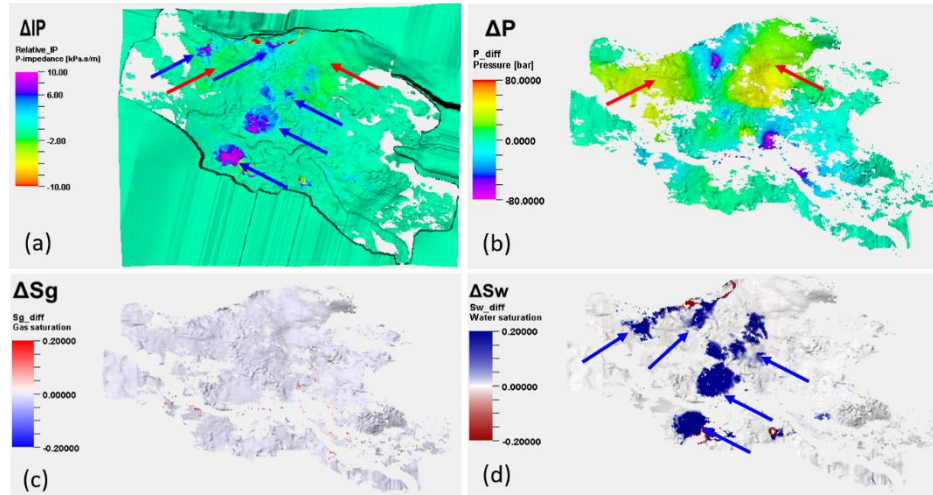 ΔIP
Relative_IP
P-impedance [kPa.s/m]
10.00
6.00
-2.00
-10.00
(a)
ΔP
P_diff
Pressure [bar]
80.0000
0.0000
-80.0000
(b)
ΔSg
Sg_diff
Gas saturation
0.20000
0.00000
-0.20000
(c)
ΔSw
Sw_diff
Water saturation
0.20000
0.00000
-0.20000
(d)